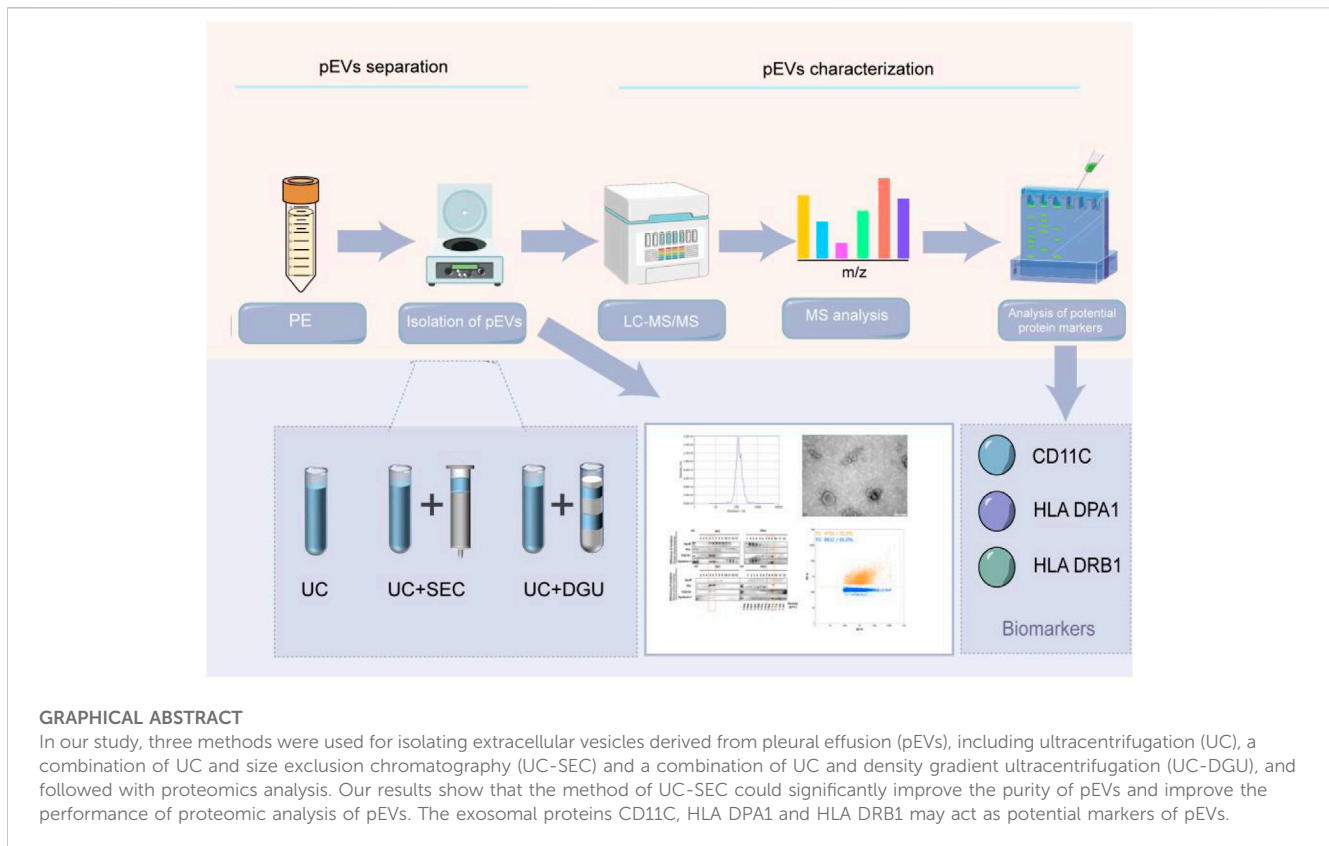 pEVs separation
pEVs characterization
m/z
PE
Isolation of pEVs
LC-MS/MS
MS analysis
Analysis of potential
protein markers
UC
UC+SEC
UC+DGU
CD11C
HLA DPA1
HLA DRB1
Biomarkers
GRAPHICAL ABSTRACT
In our study, three methods were used for isolating extracellular vesicles derived from pleural effusion (pEVs), including ultracentrifugation (UC), a
combination of UC and size exclusion chromatography (UC-SEC) and a combination of UC and density gradient ultracentrifugation (UC-DGU), and
followed with proteomics analysis. Our results show that the method of UC-SEC could significantly improve the purity of pEVs and improve the
performance of proteomic analysis of pEVs. The exosomal proteins CD11C, HLA DPA1 and HLA DRB1 may act as potential markers of pEVs.